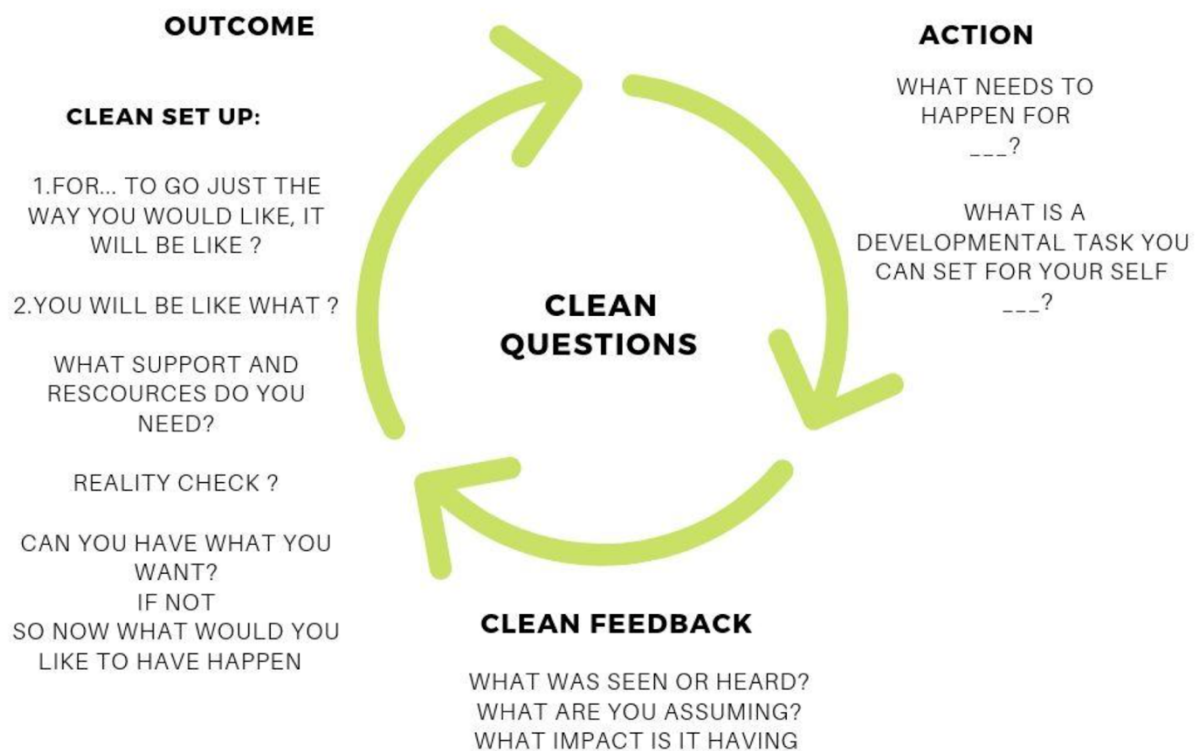 OUTCOME
CLEAN SET UP:
1.FOR... TO GO JUST THE
WAY YOU WOULD LIKE, IT
WILL BE LIKE ?
2.YOU WILL BE LIKE WHAT ?
WHAT SUPPORT AND
RESCOURCES DO YOU
NEED?
REALITY CHECK ?
CAN YOU HAVE WHAT YOU
WANT?
IF NOT
SO NOW WHAT WOULD YOU
LIKE TO HAVE HAPPEN
CLEAN
QUESTIONS
ACTION
WHAT NEEDS TO
HAPPEN FOR
___?
WHAT IS A
DEVELOPMENTAL TASK YOU
CAN SET FOR YOUR SELF
___?
CLEAN FEEDBACK
WHAT WAS SEEN OR HEARD?
WHAT ARE YOU ASSUMING?
WHAT IMPACT IS IT HAVING